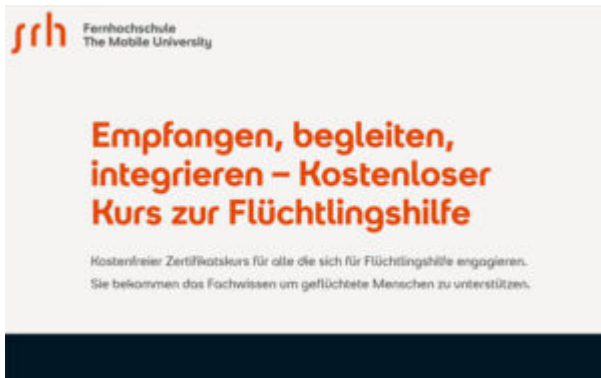 srh Fernhochschule
The Mobile University
Empfangen, begleiten,
integrieren – Kostenloser
Kurs zur Flüchtlingshilfe
Kostenfreier Zertifikatskurs für alle die sich für Flüchtlingshilfe engagieren.
Sie bekommen das Fachwissen um geflüchtete Menschen zu unterstützen.